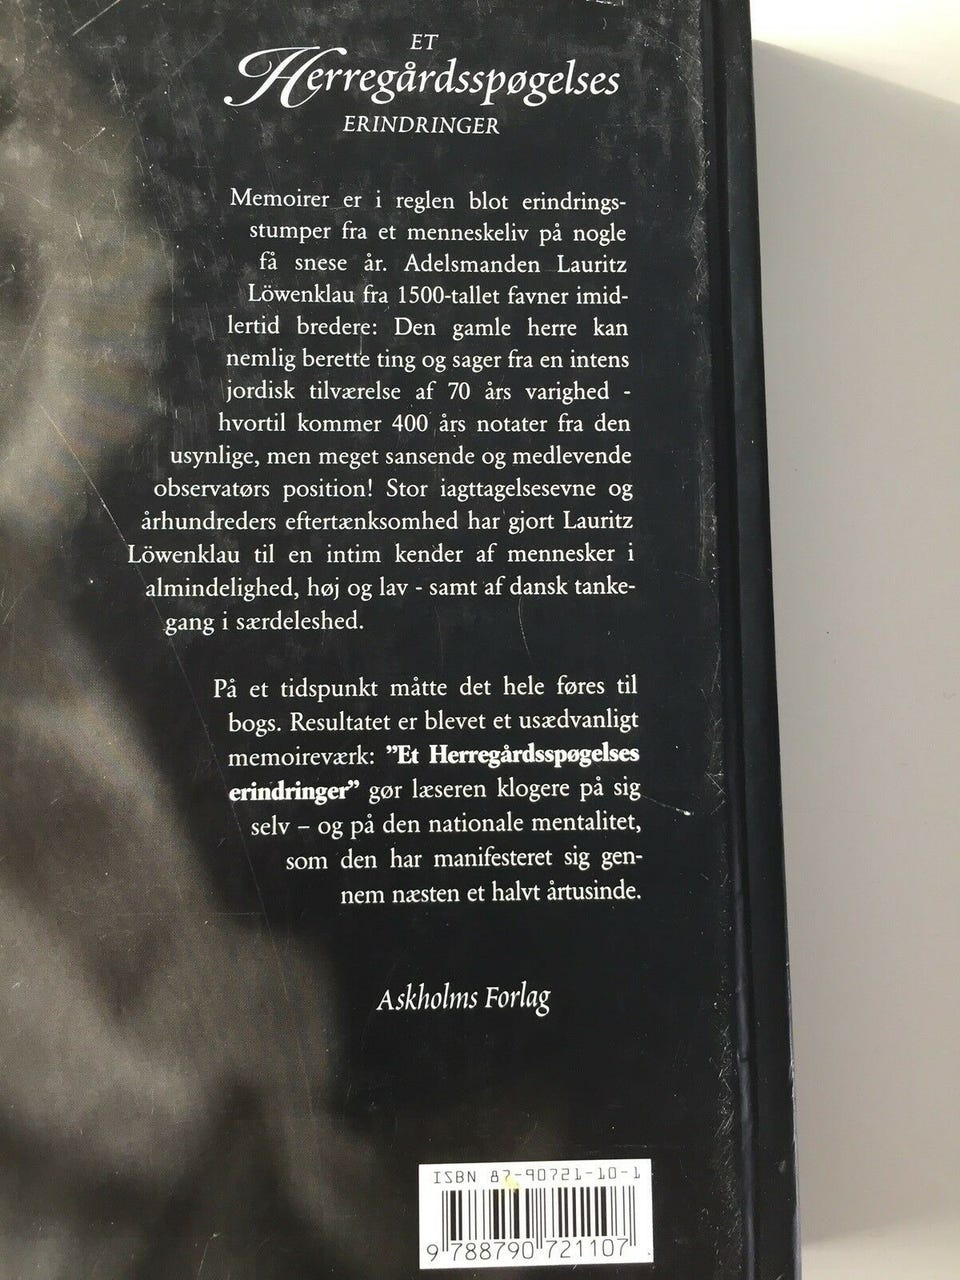 ET
Herregårdsspøgelses
ERINDRINGER
Memoirer er i reglen blot erindrings-
stumper fra et menneskeliv på nogle
få snese år. Adelsmanden Lauritz
Löwenklau fra 1500-tallet favner imid-
lertid bredere: Den gamle herre kan
nemlig berette ting og sager fra en intens
jordisk tilværelse af 70 års varighed -
hvortil kommer 400 års notater fra den
usynlige, men meget sansende og medlevende
observatørs position! Stor iagttagelsesevne og
århundreders eftertænksomhed har gjort Lauritz
Löwenklau til en intim kender af mennesker i
almindelighed, høj og lav - samt af dansk tanke-
gang i særdeleshed.
På et tidspunkt måtte det hele føres til
bogs. Resultatet er blevet et usædvanligt
memoireværk: ”Et Herregårdsspøgelses
erindringer” gør læseren klogere på sig
selv – og på den nationale mentalitet,
som den har manifesteret sig gen-
nem næsten et halvt årtusinde.
Askholms Forlag
ISBN 87-90721-10-1
9 788790 721107